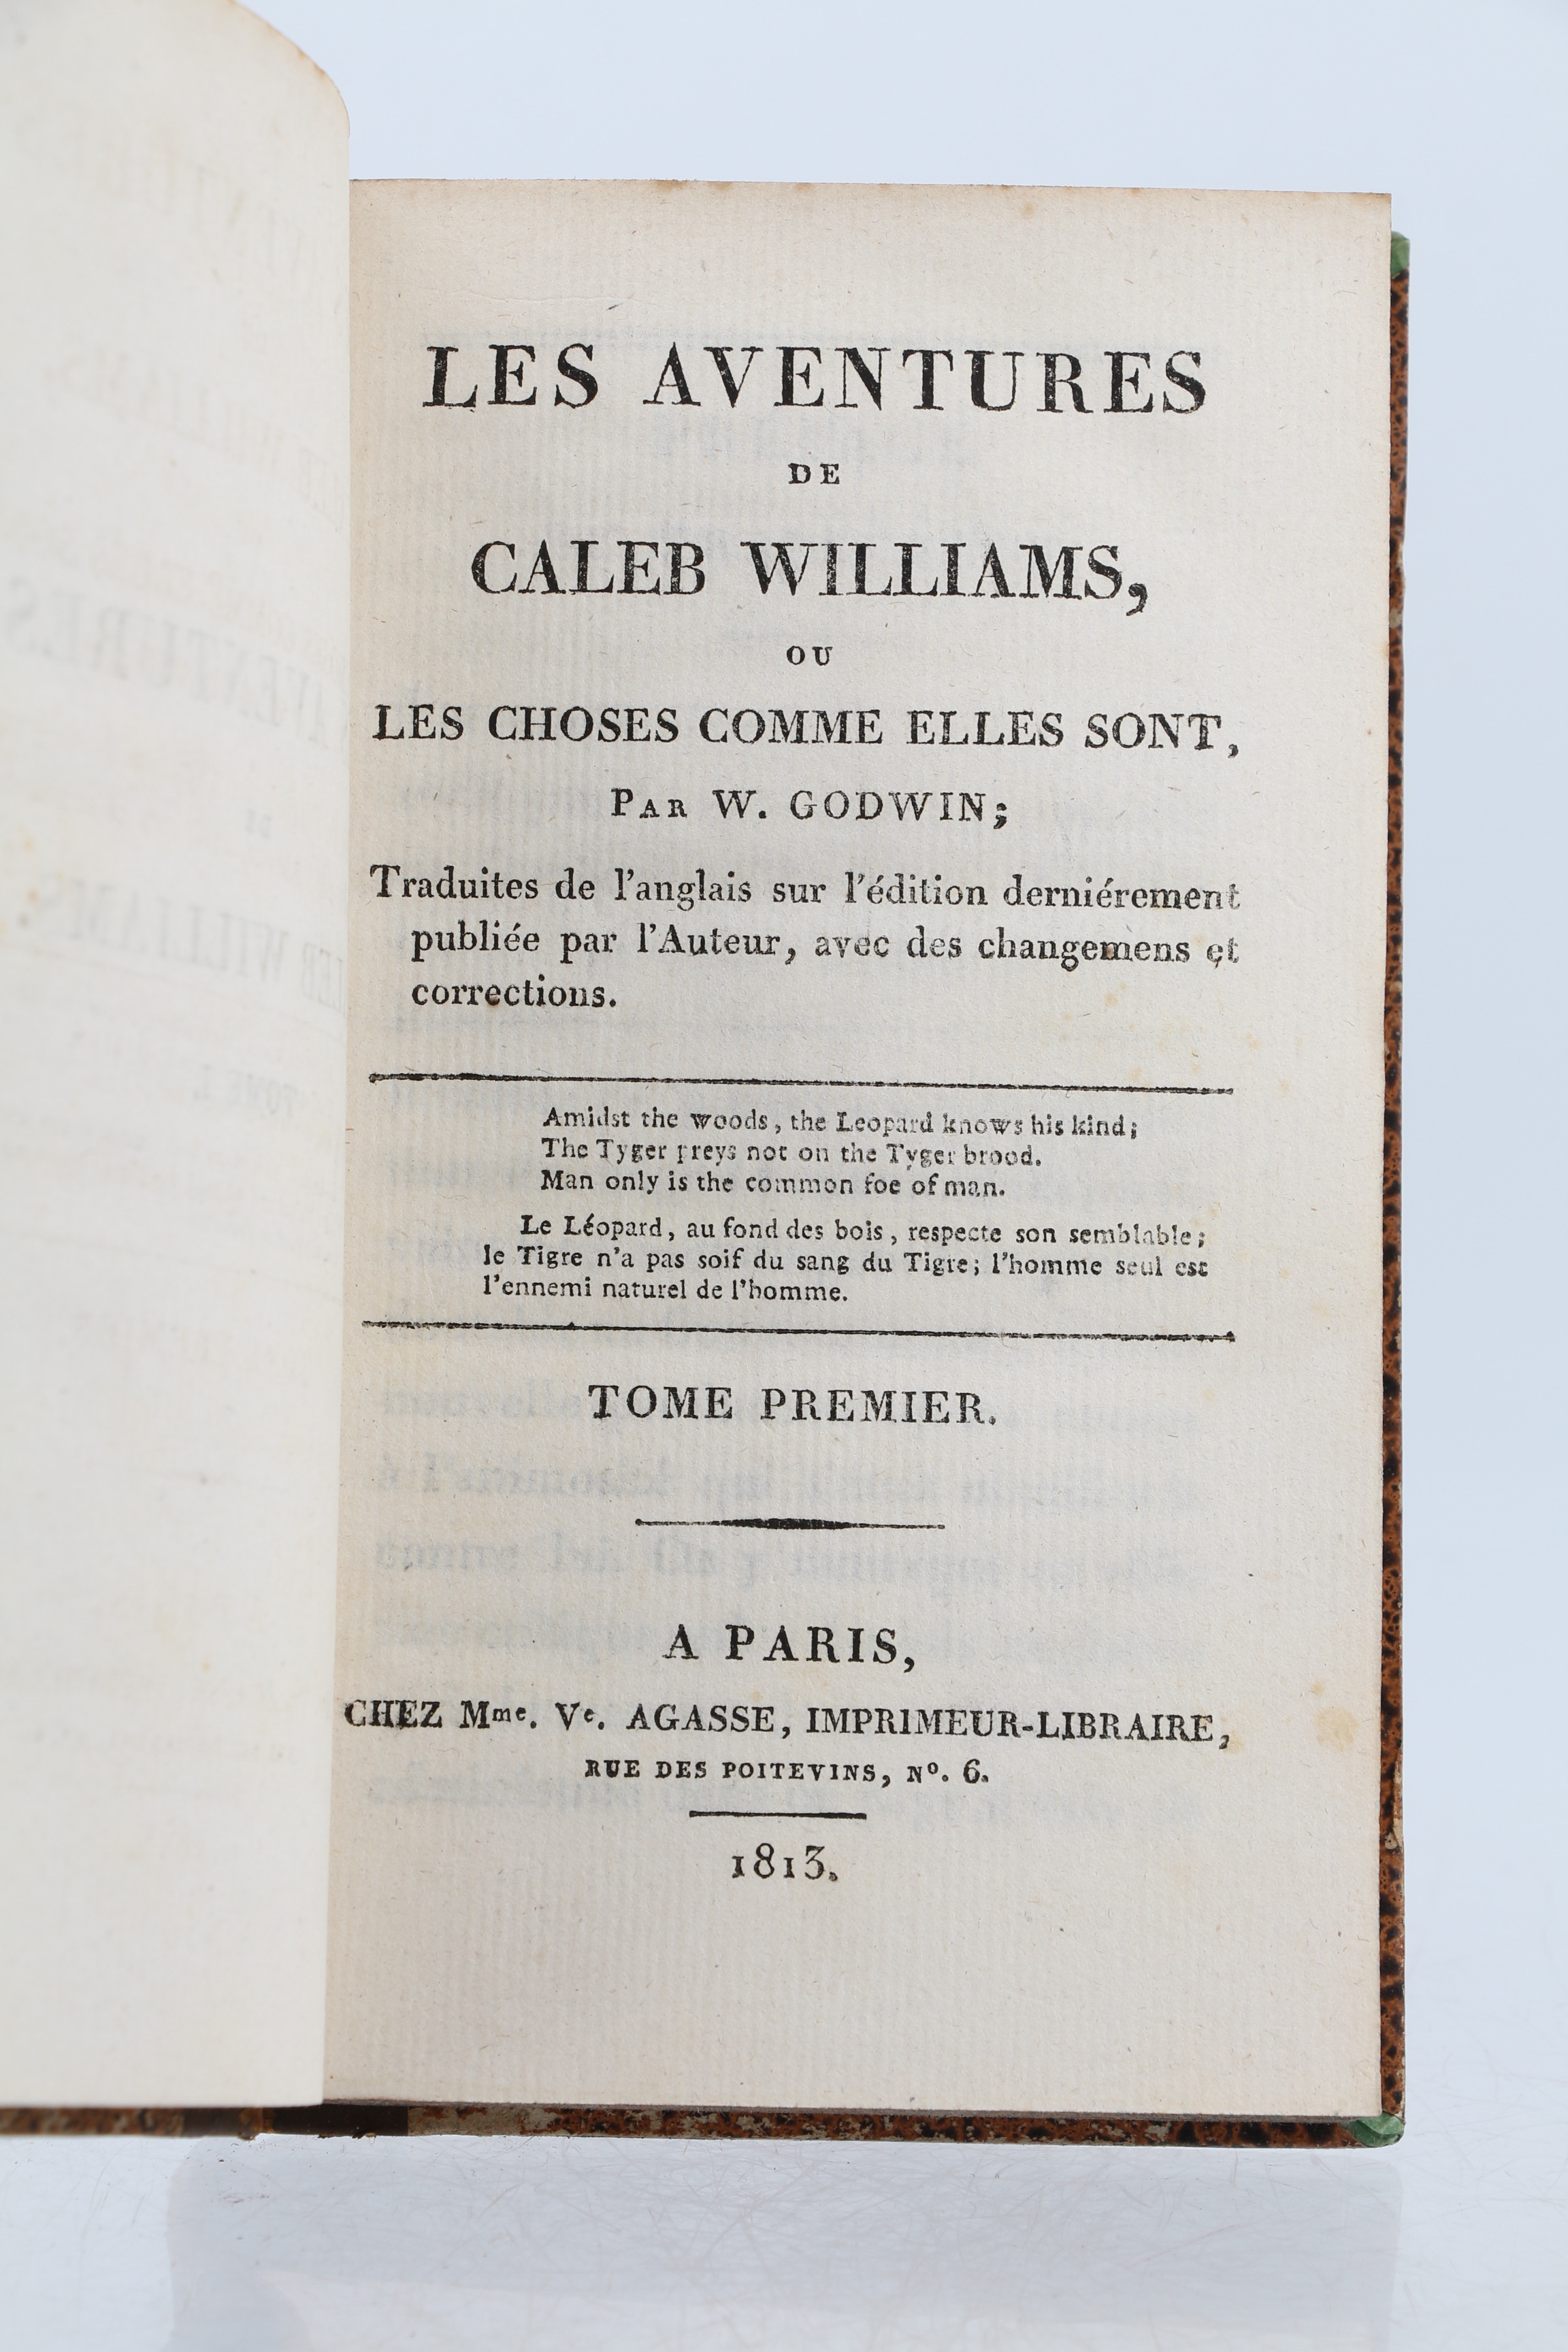 LES AVENTURES
DE
CALEB WILLIAMS,
OU
LES CHOSES COMME ELLES SONT,
PAR W. GODWIN;
Traduites de l'anglais sur l'édition derniérement
publiée par l'Auteur, avec des changemens et
corrections.
Amidst the woods, the Leopard knows his kind;
The Tyger preys not on the Tyger brood.
Man only is the common foe of man.
Le Léopard, au fond des bois, respecte son semblable;
le Tigre n'a pas soif du sang du Tigre; l'homme seul est
l'ennemi naturel de l'homme.
TOME PREMIER.
A PARIS,
CHEZ Mme. Ve. AGASSE, IMPRIMEUR-LIBRAIRE,
RUE DES POITEVINS, No. 6.
1813.